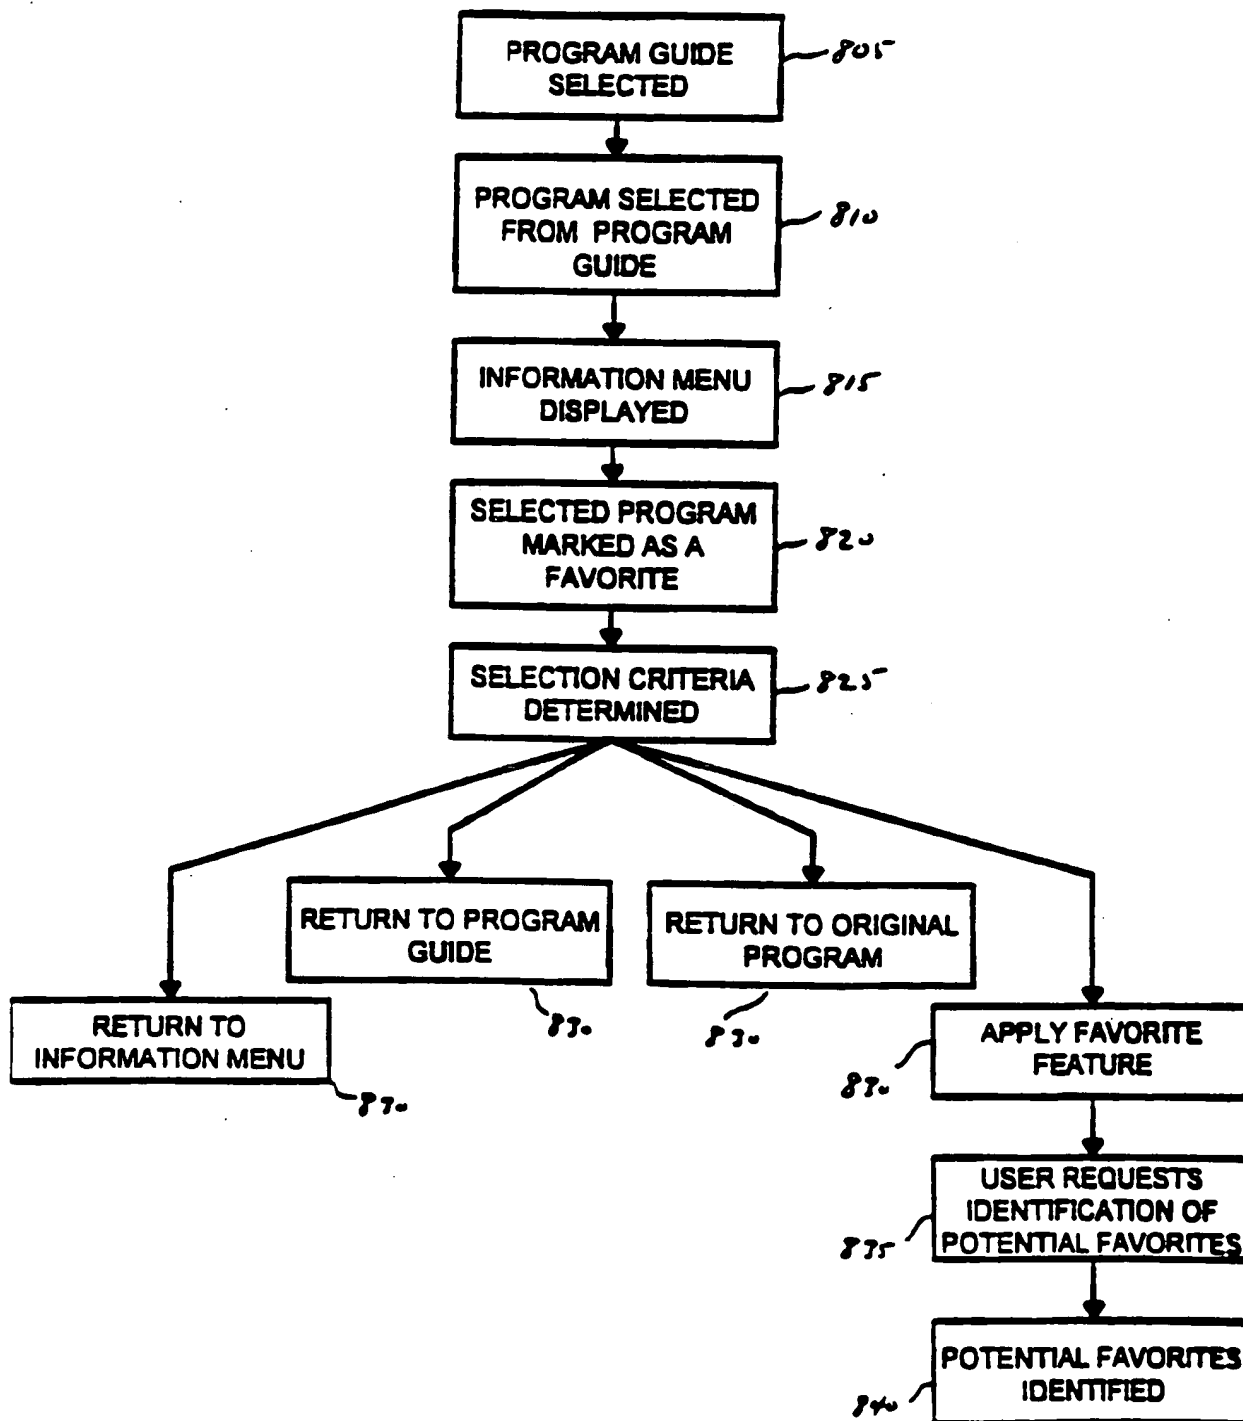 PROGRAM GUIDE
SELECTED
805
PROGRAM SELECTED
FROM PROGRAM
GUIDE
810
INFORMATION MENU
DISPLAYED
815
SELECTED PROGRAM
MARKED AS A
FAVORITE
820
SELECTION CRITERIA
DETERMINED
825
RETURN TO PROGRAM
GUIDE
830
RETURN TO ORIGINAL
PROGRAM
830
RETURN TO
INFORMATION MENU
830
APPLY FAVORITE
FEATURE
830
USER REQUESTS
IDENTIFICATION OF
POTENTIAL FAVORITES
835
POTENTIAL FAVORITES
IDENTIFIED
840